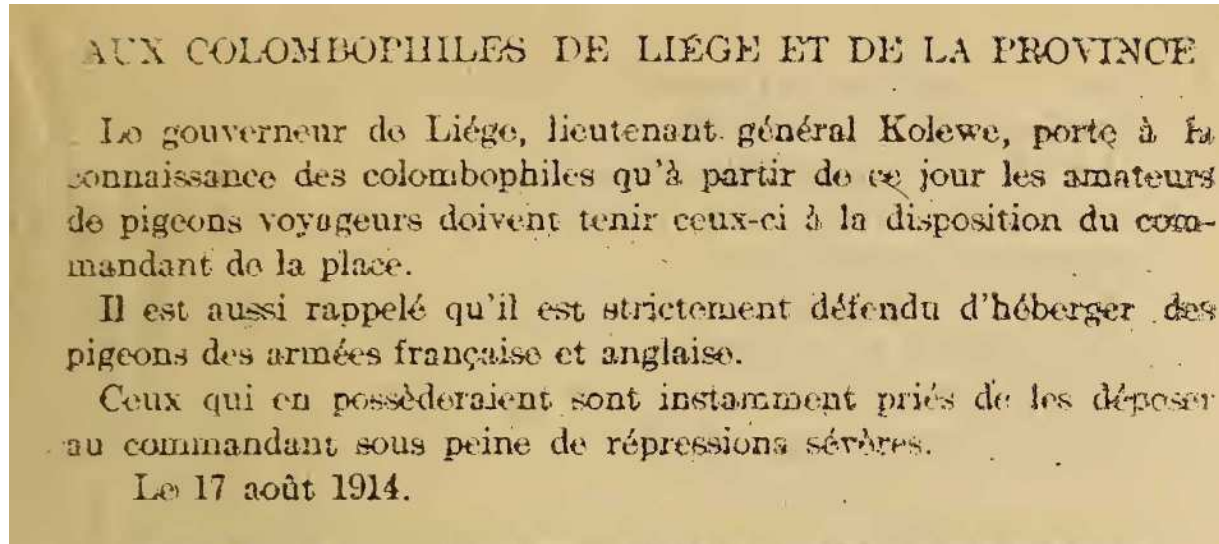 AUX COLOMBOPHILES DE LIÉGE ET DE LA PROVINCE
Le gouverneur de Liége, lieutenant général Kolewe, porte à la
connaissance des colombophiles qu'à partir de ce jour les amateurs
de pigeons voyageurs doivent tenir ceux-ci à la disposition du com-
mandant de la place.
Il est aussi rappelé qu'il est strictement défendu d'héberger des
pigeons des armées française et anglaise.
Ceux qui en possèderaient sont instamment priés de les déposer
au commandant sous peine de répressions sévères.
Le 17 août 1914.